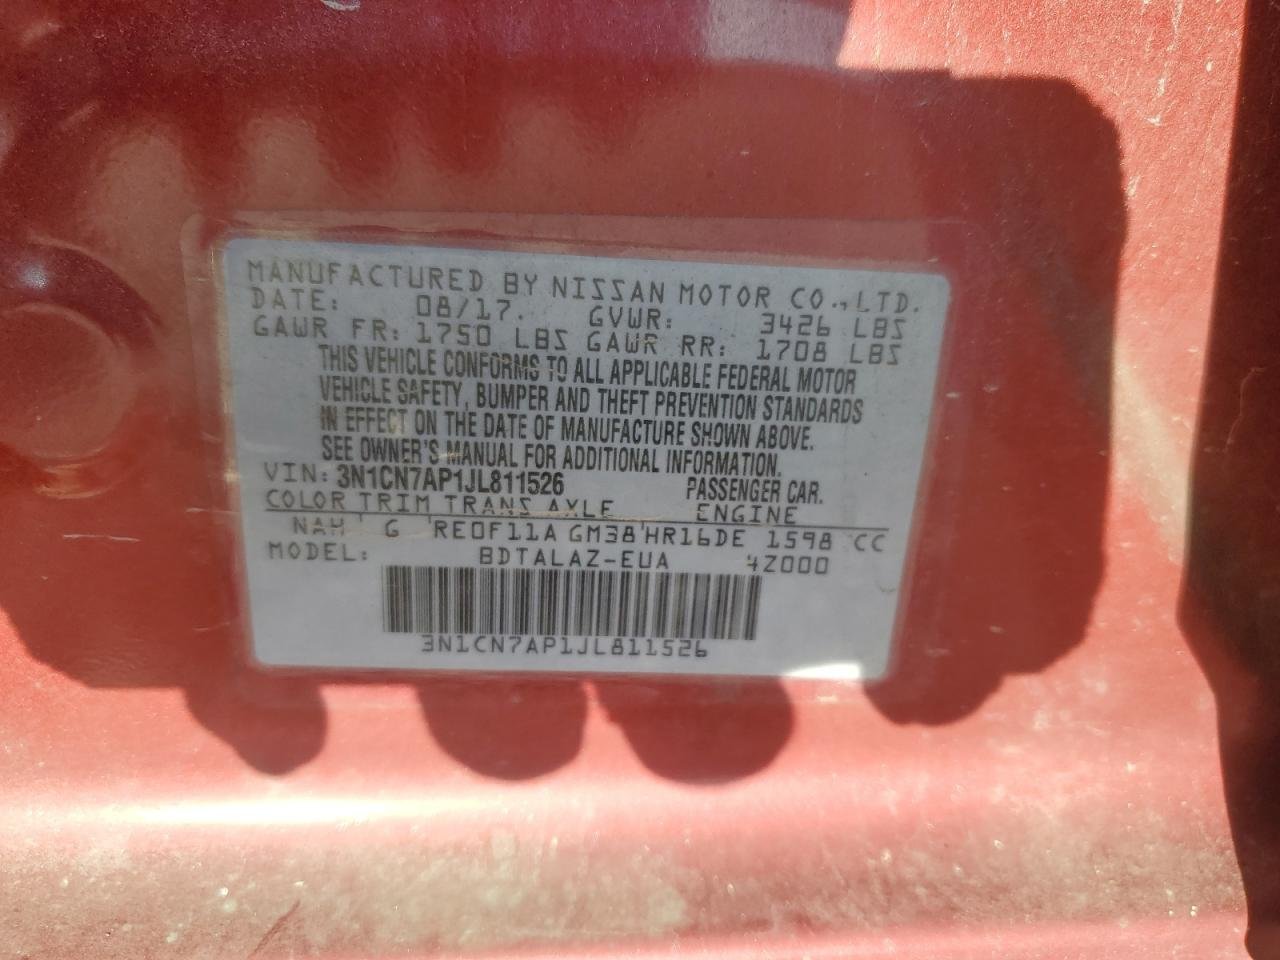 MANUFACTURED BY NISSAN MOTOR CO., LTD.
DATE: 08/17. GVWR: 3426 LBS
GAWR FR: 1750 LBS GAWR RR: 1708 LBS
THIS VEHICLE CONFORMS TO ALL APPLICABLE FEDERAL MOTOR
VEHICLE SAFETY, BUMPER AND THEFT PREVENTION STANDARDS
IN EFFECT ON THE DATE OF MANUFACTURE SHOWN ABOVE.
SEE OWNER'S MANUAL FOR ADDITIONAL INFORMATION.
VIN: 3N1CN7AP1JL811526 PASSENGER CAR.
COLOR TRIM TRANS AXLE ENGINE
NAH G RE0F11A GM38 HR16DE 1598 CC
MODEL: BDTALAZ-EUA 4Z000
3N1CN7AP1JL811526